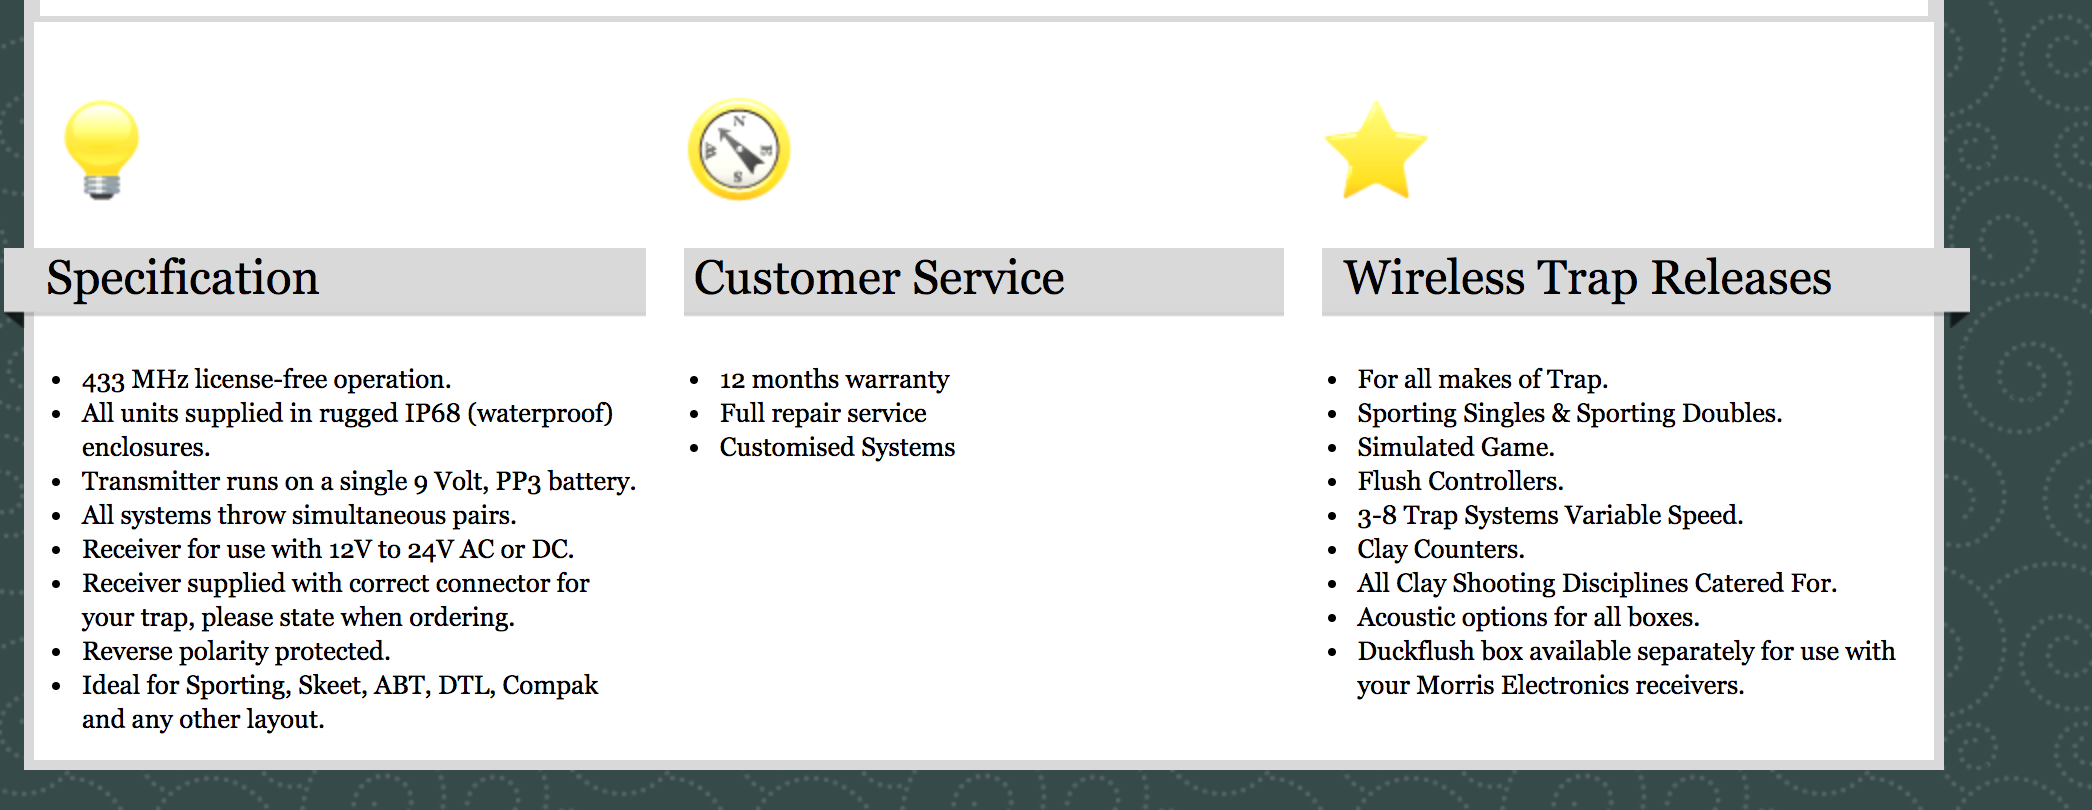 N
W
E
S
Specification
433 MHz license-free operation.
All units supplied in rugged IP68 (waterproof)
enclosures.
Transmitter runs on a single 9 Volt, PP3 battery.
All systems throw simultaneous pairs.
Receiver for use with 12V to 24V AC or DC.
Receiver supplied with correct connector for
your trap, please state when ordering.
Reverse polarity protected.
Ideal for Sporting, Skeet, ABT, DTL, Compak
and any other layout.
Customer Service
12 months warranty
Full repair service
Customised Systems
Wireless Trap Releases
For all makes of Trap.
Sporting Singles & Sporting Doubles.
Simulated Game.
Flush Controllers.
3-8 Trap Systems Variable Speed.
Clay Counters.
All Clay Shooting Disciplines Catered For.
Acoustic options for all boxes.
Duckflush box available separately for use with
your Morris Electronics receivers.